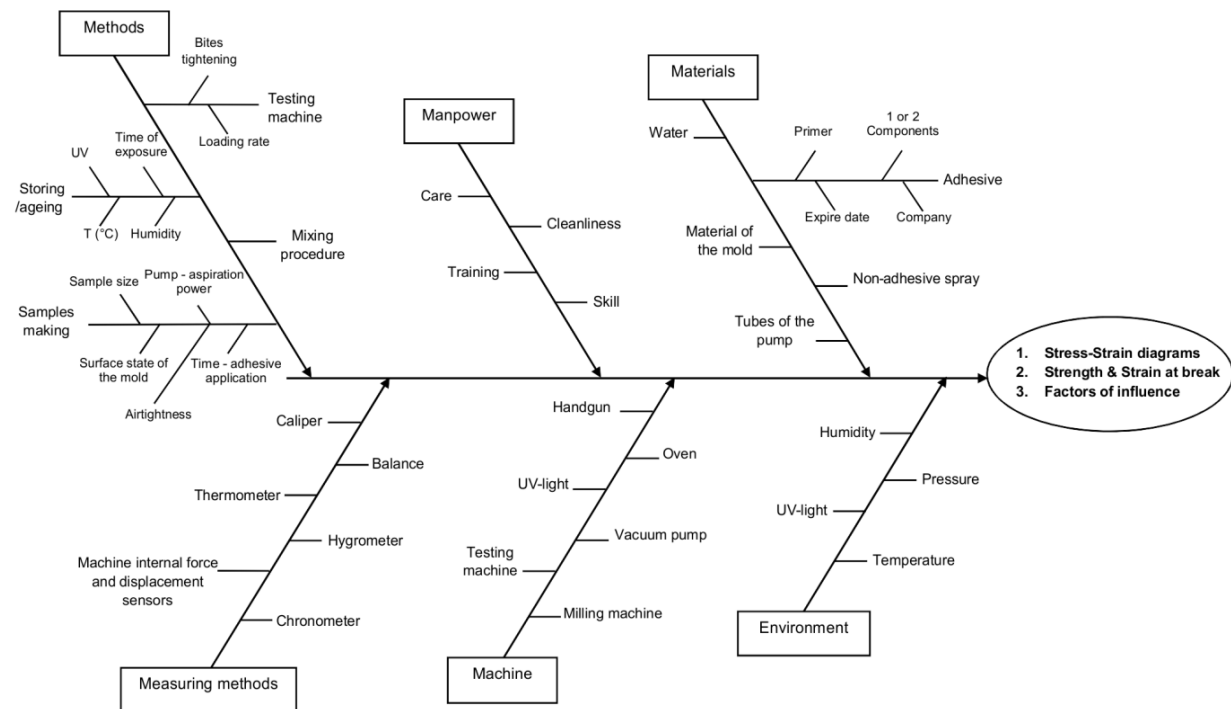 Methods
Bites
tightening
Testing
machine
Loading rate
Time of
exposure
UV
Storing
/ageing
T (°C)
Humidity
Mixing
procedure
Pump - aspiration
power
Sample size
Samples
making
Surface state of
the mold
Time - adhesive
application
Airtightness
Manpower
Care
Cleanliness
Training
Skill
Materials
Water
Primer
1 or 2
Components
Adhesive
Expire date
Company
Material of
the mold
Non-adhesive spray
Tubes of the
pump
1. Stress-Strain diagrams
2. Strength & Strain at break
3. Factors of influence
Caliper
Balance
Thermometer
Hygrometer
Machine internal force
and displacement
sensors
Chronometer
Measuring methods
Handgun
Oven
UV-light
Vacuum pump
Testing
machine
Milling machine
Machine
Humidity
Pressure
UV-light
Temperature
Environment